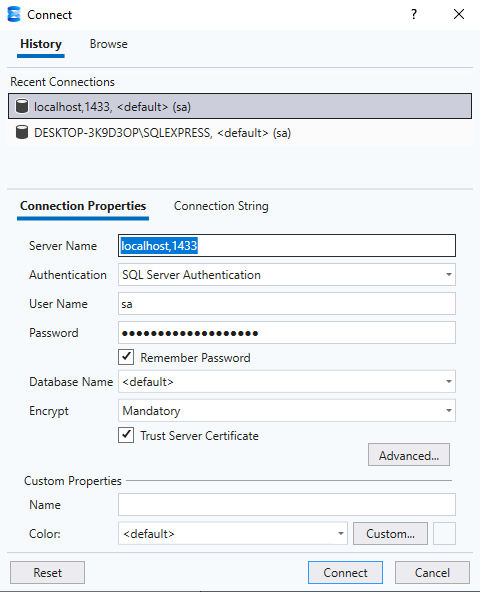 Connect ?
History Browse
Recent Connections
localhost,1433, <default> (sa)
DESKTOP-3K9D3OP\SQLEXPRESS, <default> (sa)
Connection Properties Connection String
Server Name localhost,1433
Authentication SQL Server Authentication
User Name sa
Password ●●●●●●●●●●●●●●●●●●●
Remember Password
Database Name <default>
Encrypt Mandatory
Trust Server Certificate
Advanced...
Custom Properties
Name
Color: <default> Custom...
Reset Connect Cancel